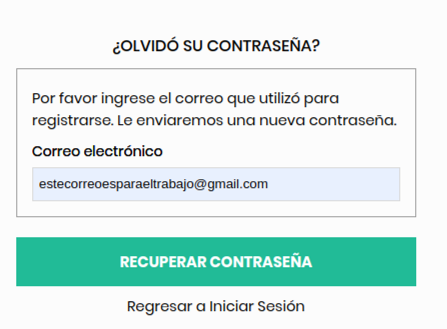 ¿OLVIDÓ SU CONTRASEÑA?
Por favor ingrese el correo que utilizó para
registrarse. Le enviaremos una nueva contraseña.
Correo electrónico
estecorreoesparaeltrabajo@gmail.com
RECUPERAR CONTRASEÑA
Regresar a Iniciar Sesión